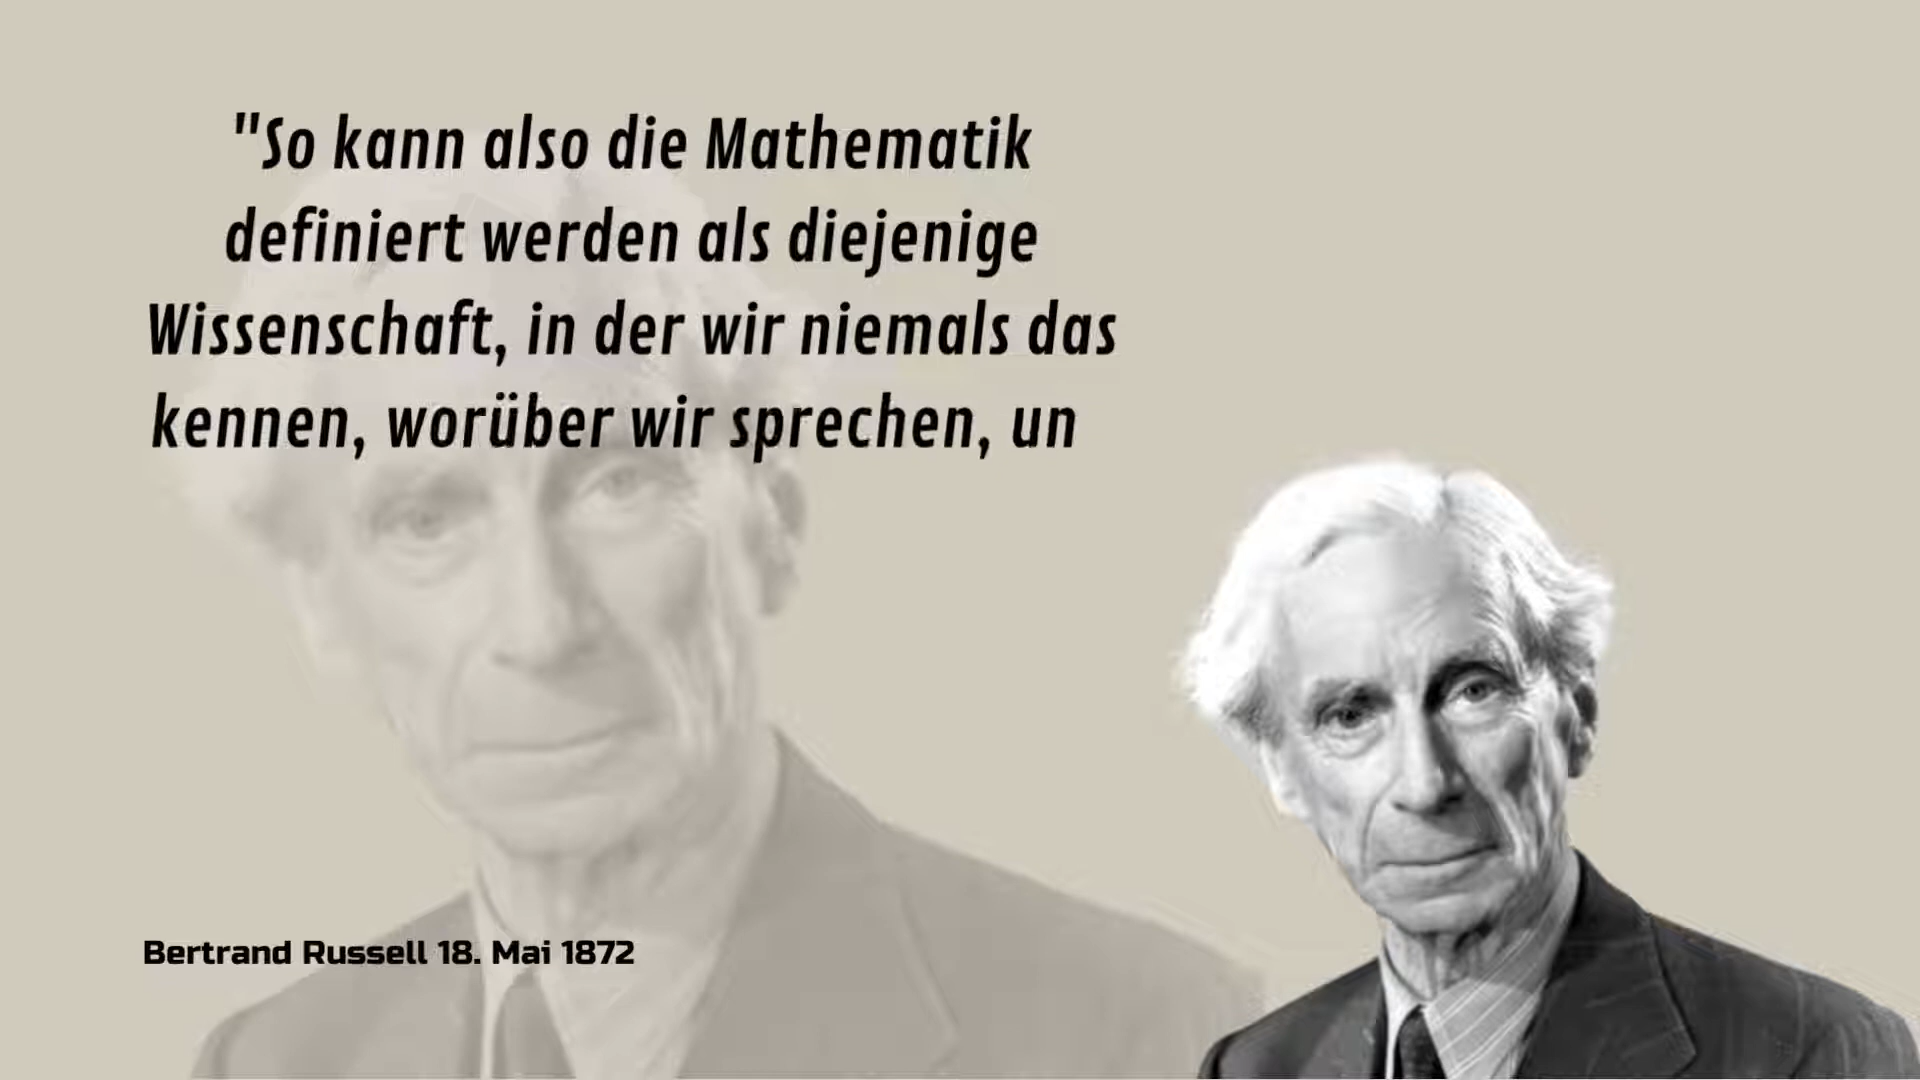 "So kann also die Mathematik
definiert werden als diejenige
Wissenschaft, in der wir niemals das
kennen, worüber wir sprechen, un
Bertrand Russell 18. Mai 1872